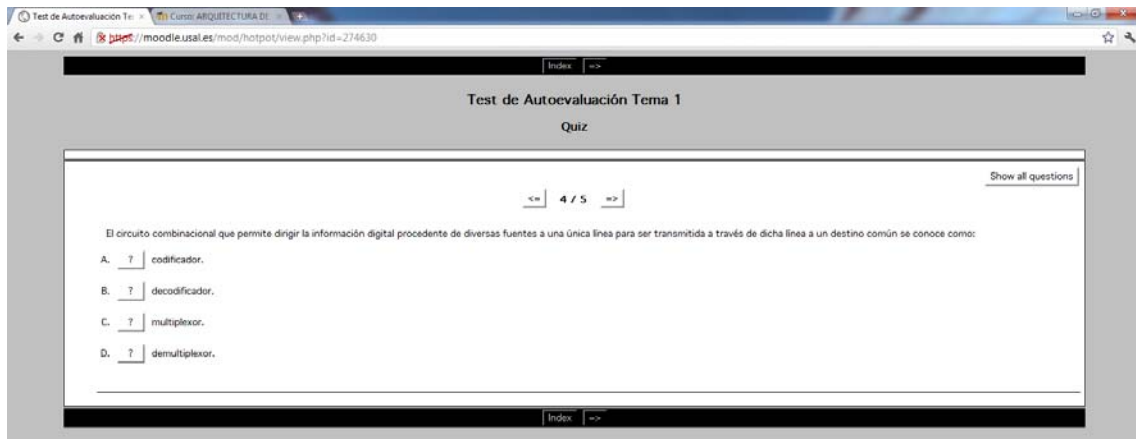 Test de Autoevaluación Te
Curso: ARQUITECTURA DE
https://moodle.usal.es/mod/hotpot/view.php?id=274630
Index =>
Test de Autoevaluación Tema 1
Quiz
Show all questions
<= 4 / 5 =>
El circuito combinacional que permite dirigir la información digital procedente de diversas fuentes a una única línea para ser transmitida a través de dicha línea a un destino común se conoce como:
A. ? codificador.
B. ? decodificador.
C. ? multiplexor.
D. ? demultiplexor.
Index =>